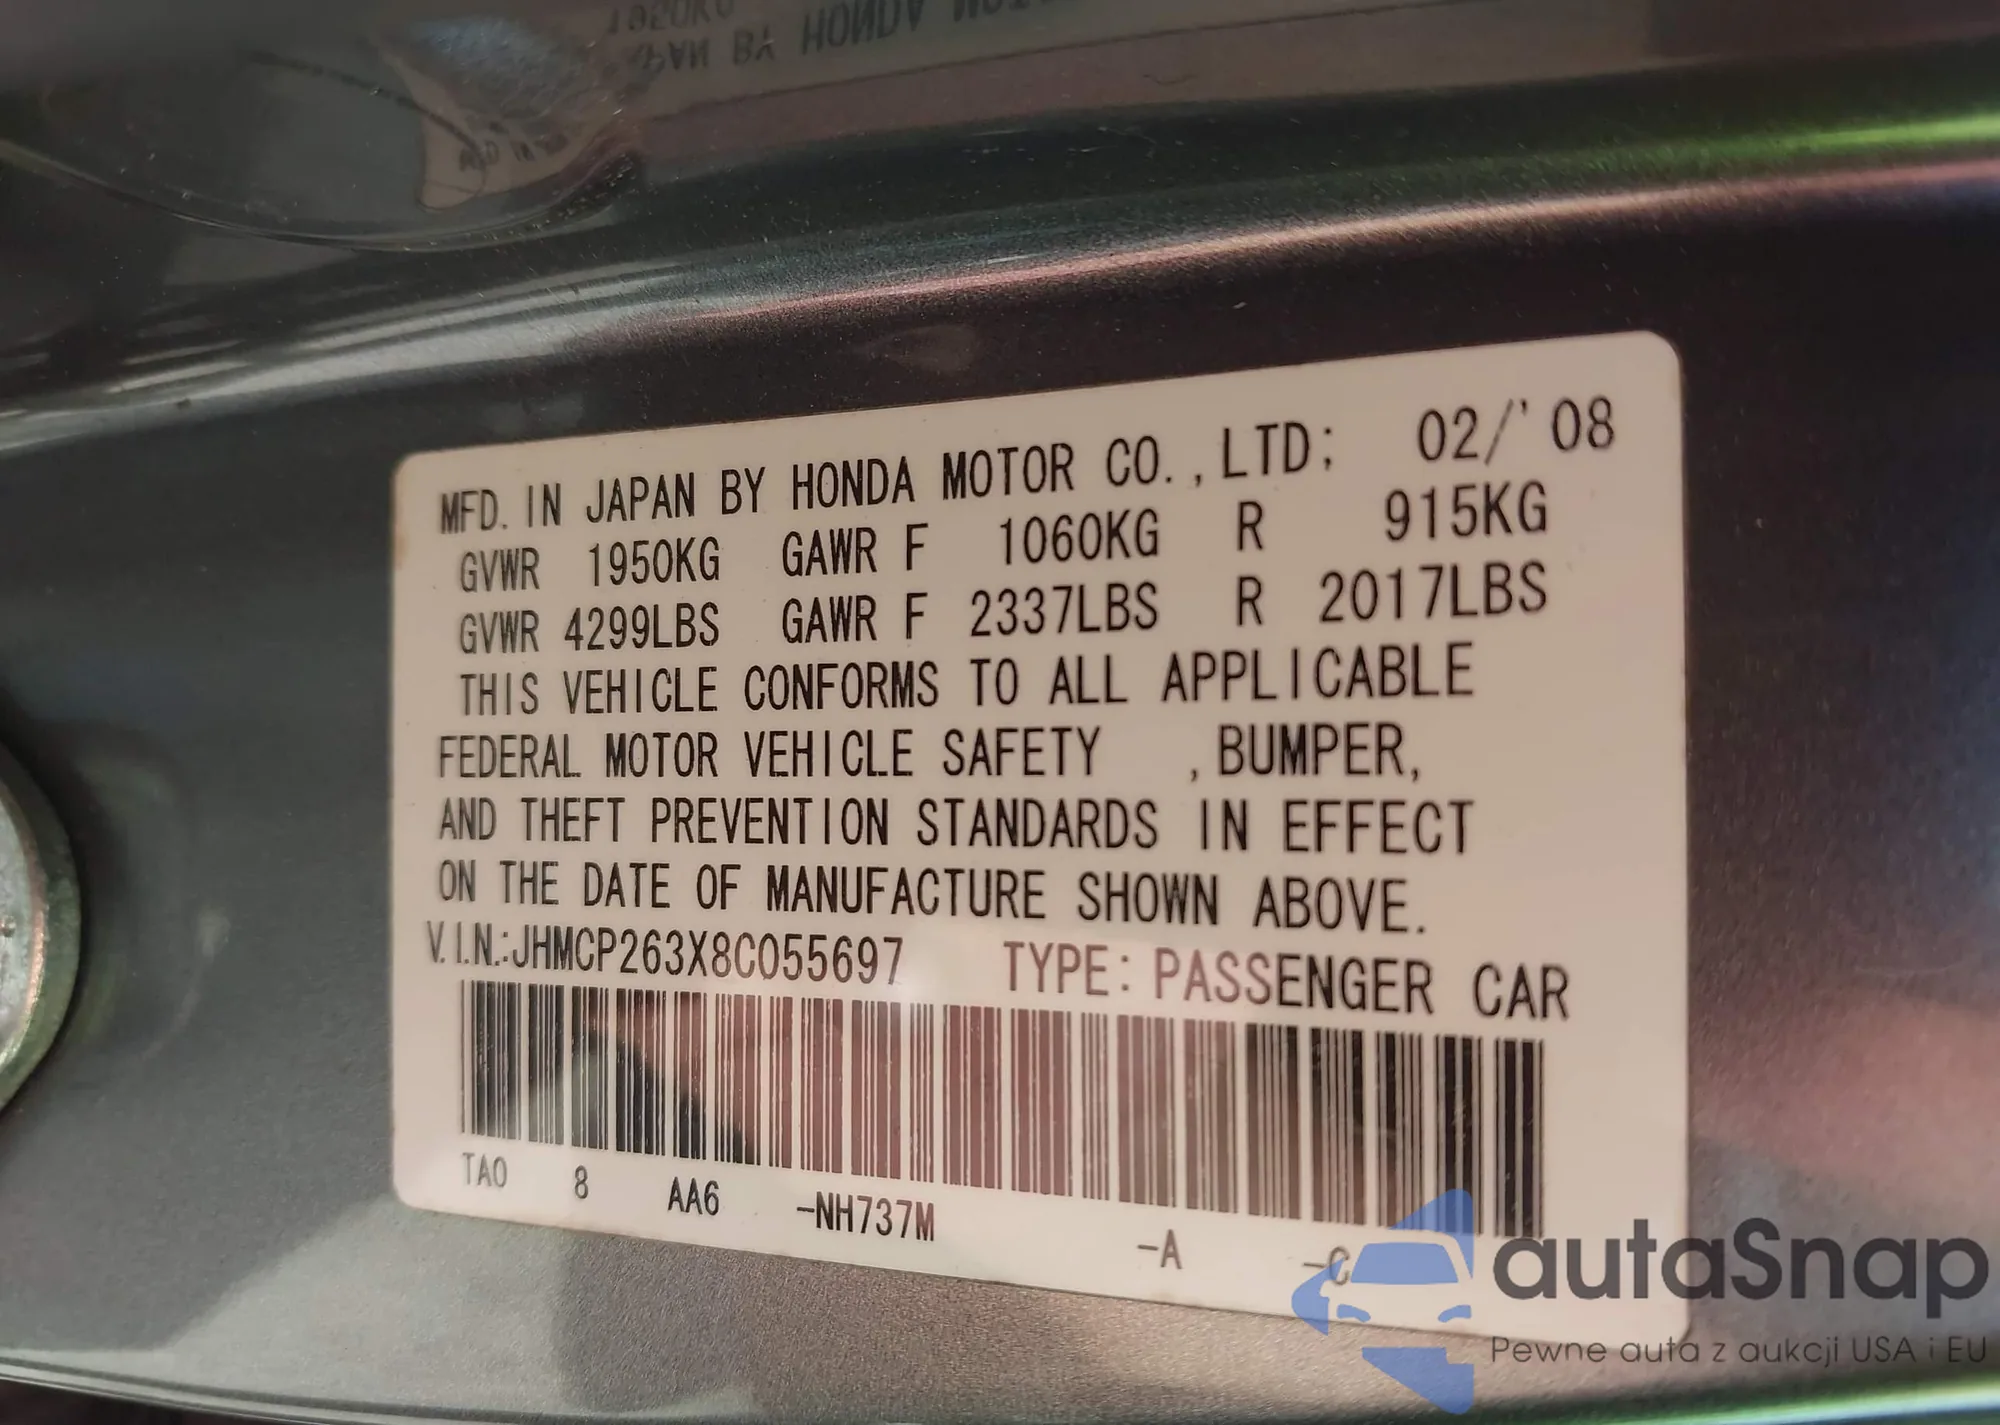 MFD. IN JAPAN BY HONDA MOTOR CO.,LTD; 02/'08
GVWR 1950KG GAWR F 1060KG R 915KG
GVWR 4299LBS GAWR F 2337LBS R 2017LBS
THIS VEHICLE CONFORMS TO ALL APPLICABLE
FEDERAL MOTOR VEHICLE SAFETY ,BUMPER,
AND THEFT PREVENTION STANDARDS IN EFFECT
ON THE DATE OF MANUFACTURE SHOWN ABOVE.
V.I.N.:JHMCP263X8C055697 TYPE: PASSENGER CAR
TA0 8 AA6 -NH737M -A -C
autaSnap
Pewne auta z aukcji USA i EU